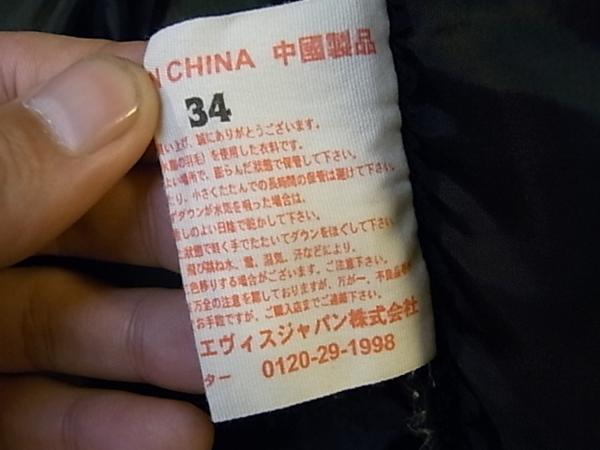 N CHINA 中國製品
34
買い上げ、誠にありがとうございます。
の羽毛)を使用した衣料です。
ない場所で、膨らんだ状態で保管して下さい。
たり、小さくたたんでの長時間の保管は避けて下さい。
ダウンが水気を吸った場合は、
しのよい日陰で乾かして下さい。
状態で軽く手でたたいてダウンをほぐして下さい。
飛び跳ね水、雪、湿気、汗などにより、
色移りする場合がございます。ご注意下さい。
万全の注意を期しておりますが、万が一、不良品等
お手数ですが、ご購入店までご連絡下さい。
エヴィスジャパン株式会社
ター 0120-29-1998